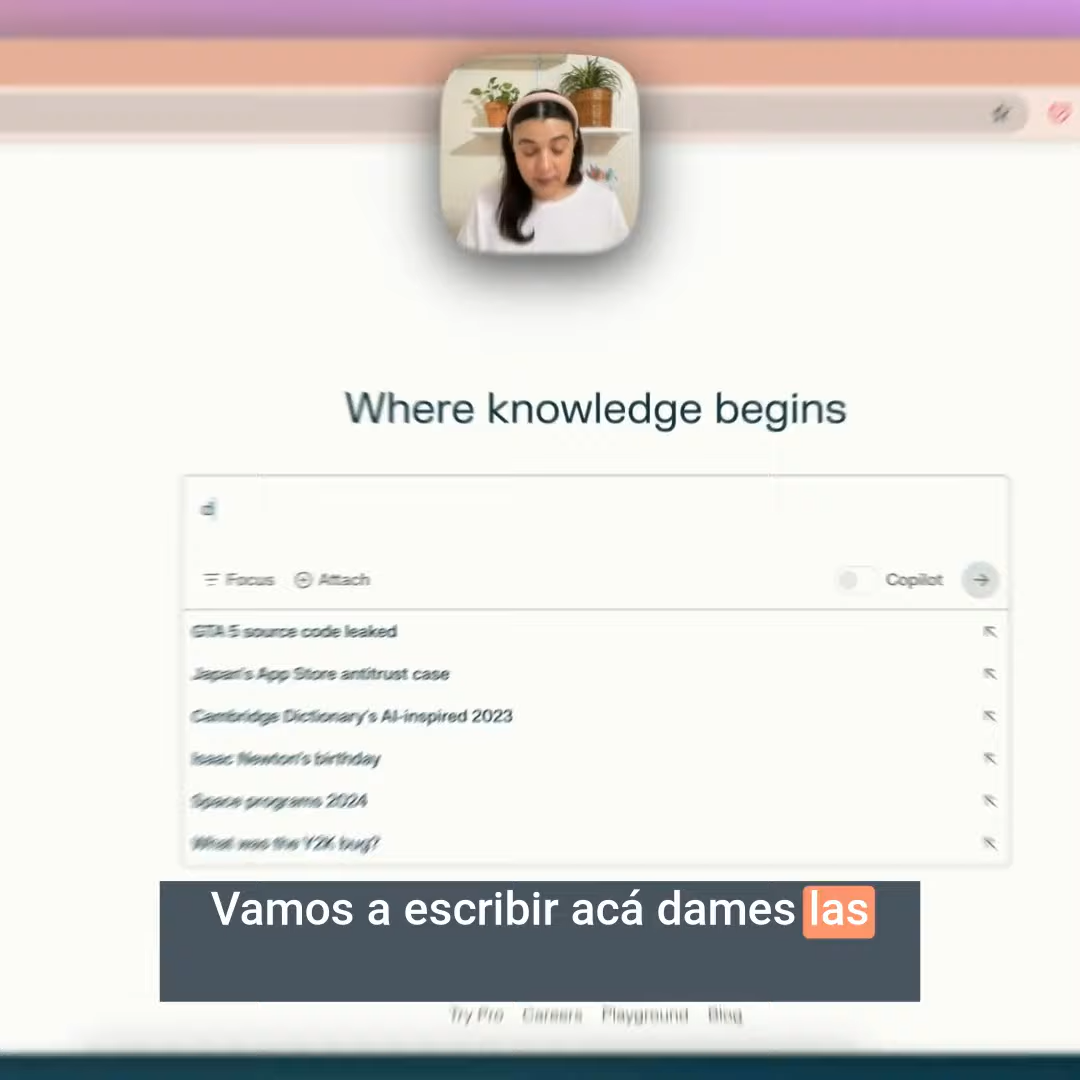 Where knowledge begins
d
Focus Attach Copilot
GTA 5 source code leaked
Japan's App Store antitrust case
Cambridge Dictionary's AI-inspired 2023
Isaac Newton's birthday
Space programs 2024
What was the Y2K bug?
Vamos a escribir acá dames las
Try Pro Careers Playground Blog